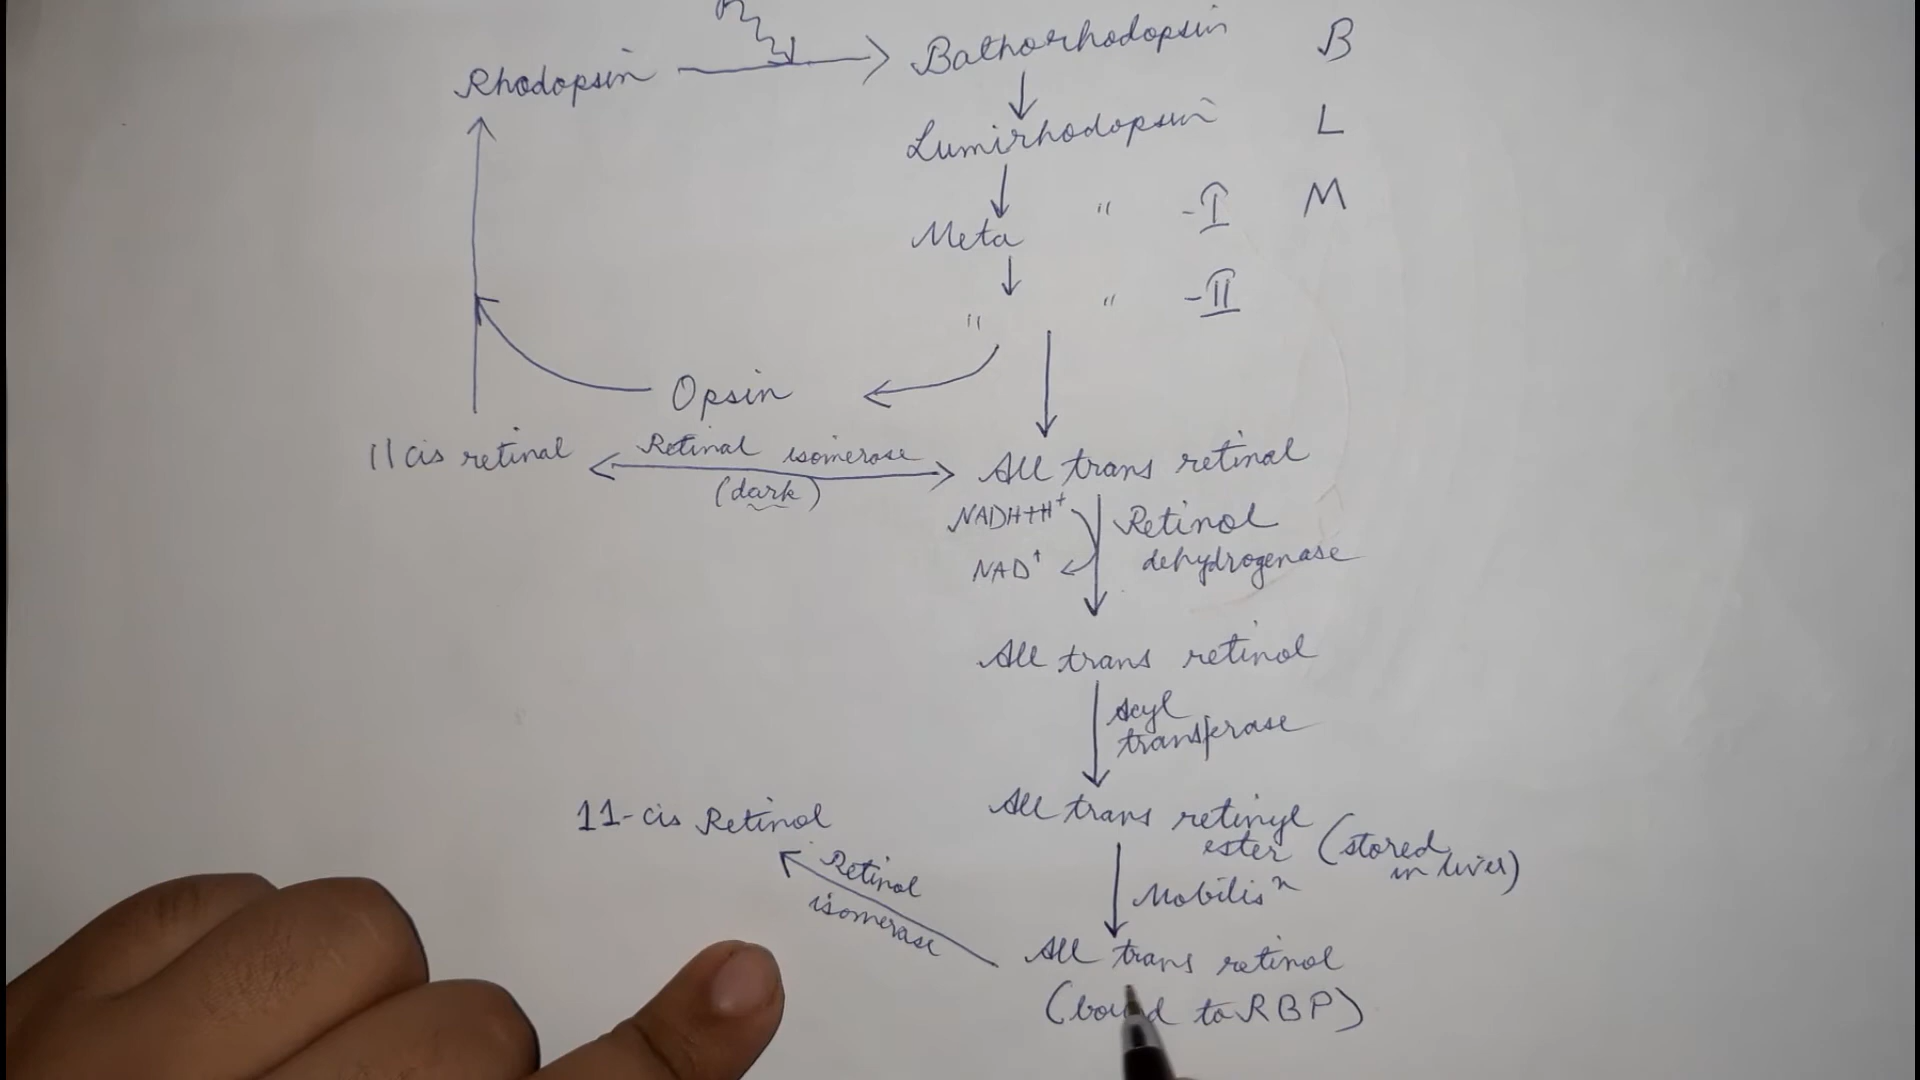 Rhodopsin
Bathorhodopsin B
Lumirhodopsin L
Meta " -I M
" " -II
Opsin
11 cis retinal
Retinal isomerase
(dark)
All trans retinal
NADH+H+
NAD+
Retinol
dehydrogenase
All trans retinol
Acyl
transferase
All trans retinyl
ester (stored
in liver)
Mobilisn
11-cis Retinol
Retinol
isomerase
All trans retinol
(bound to RBP)